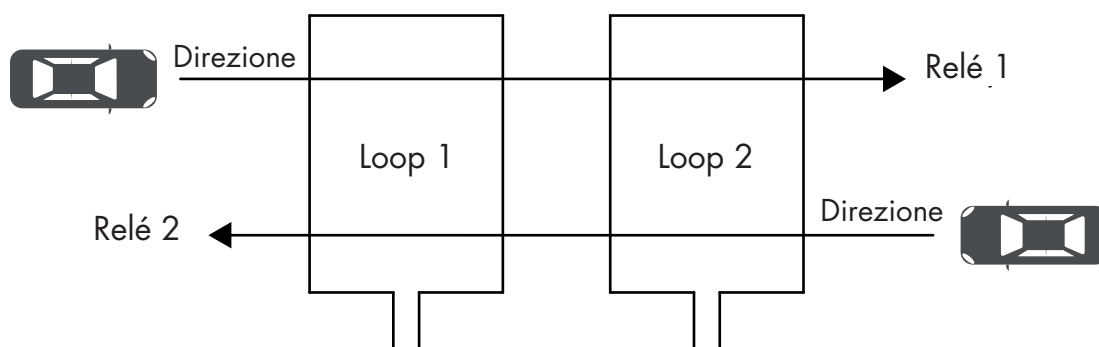 Direzione
Relé 1
Loop 1
Loop 2
Direzione
Relé 2